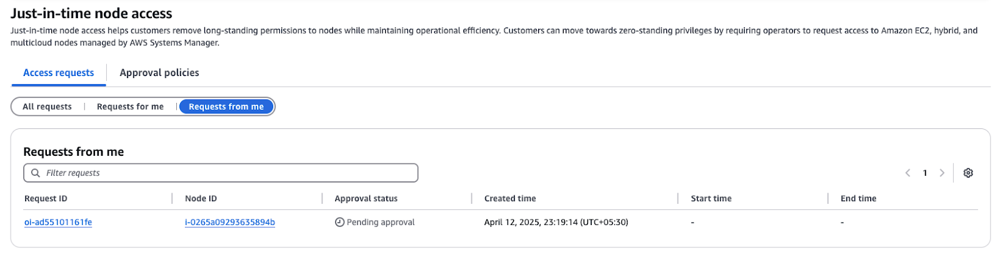 Just-in-time node access
Just-in-time node access helps customers remove long-standing permissions to nodes while maintaining operational efficiency. Customers can move towards zero-standing privileges by requiring operators to request access to Amazon EC2, hybrid, and
multicloud nodes managed by AWS Systems Manager.
Access requests Approval policies
All requests Requests for me Requests from me
Requests from me
Filter requests 1
Request ID Node ID Approval status Created time Start time End time
oi-ad55101161fe i-0265a09293635894b Pending approval April 12, 2025, 23:19:14 (UTC+05:30) - -